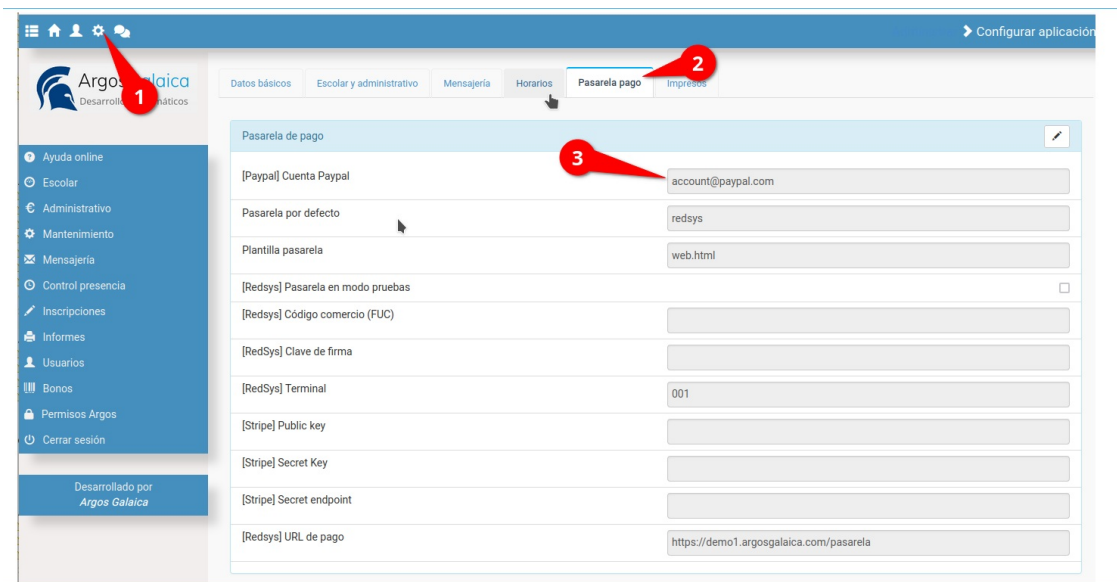 Configurar aplicación
1
2
3
Argos Galaica
Datos básicos Escolar y administrativo Mensajería Horarios Pasarela pago Impresos
Pasarela de pago
Ayuda online
Escolar
Administrativo
Mantenimiento
Mensajería
Control presencia
Inscripciones
Informes
Usuarios
Bonos
Permisos Argos
Cerrar sesión
Desarrollado por
Argos Galaica
[Paypal] Cuenta Paypal account@paypal.com
Pasarela por defecto redsys
Plantilla pasarela web.html
[Redsys] Pasarela en modo pruebas
[Redsys] Código comercio (FUC)
[RedSys] Clave de firma
[RedSys] Terminal 001
[Stripe] Public key
[Stripe] Secret Key
[Stripe] Secret endpoint
[Redsys] URL de pago https://demo1.argosgalaica.com/pasarela